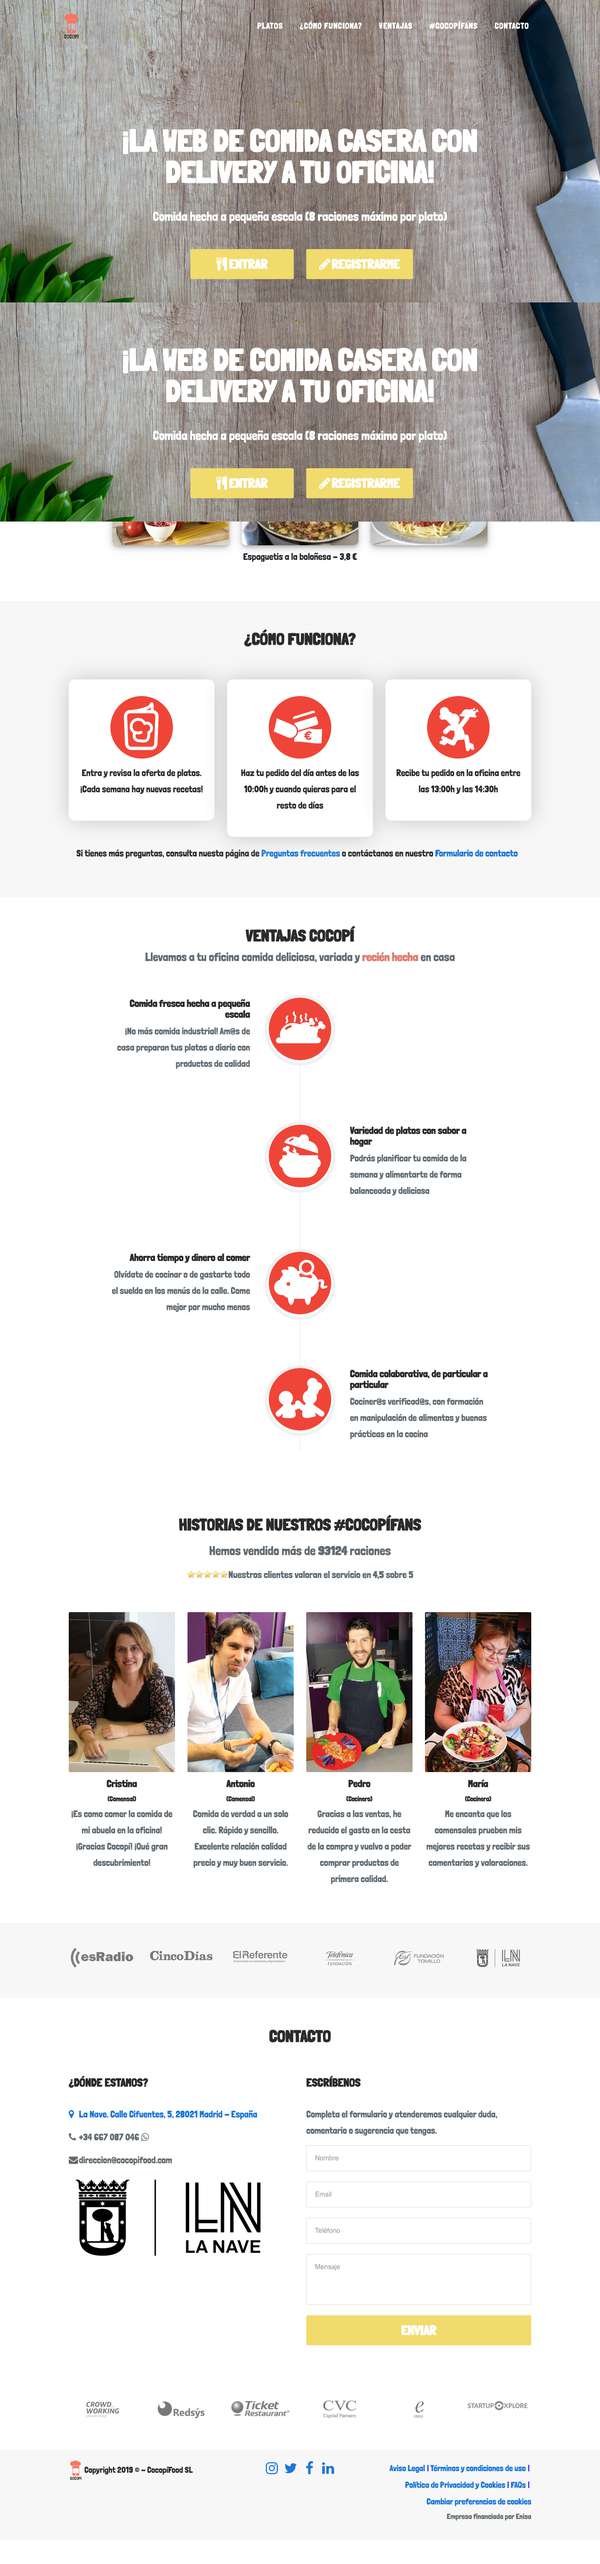 COCOPÍ
PLATOS ¿CÓMO FUNCIONA? VENTAJAS #COCOPÍFANS CONTACTO
¡LA WEB DE COMIDA CASERA CON
DELIVERY A TU OFICINA!
Comida hecha a pequeña escala (8 raciones máximo por plato)
ENTRAR REGISTRARME
¡LA WEB DE COMIDA CASERA CON
DELIVERY A TU OFICINA!
Comida hecha a pequeña escala (8 raciones máximo por plato)
ENTRAR REGISTRARME
Espaguetis a la boloñesa - 3,8 €
¿CÓMO FUNCIONA?
Entra y revisa la oferta de platos.
¡Cada semana hay nuevas recetas!
Haz tu pedido del día antes de las
10:00h y cuando quieras para el
resto de días
Recibe tu pedido en la oficina entre
las 13:00h y las 14:30h
Si tienes más preguntas, consulta nuesta página de Preguntas frecuentes o contáctanos en nuestro Formulario de contacto
VENTAJAS COCOPÍ
Llevamos a tu oficina comida deliciosa, variada y recién hecha en casa
Comida fresca hecha a pequeña
escala
¡No más comida industrial! Am@s de
casa preparan tus platos a diario con
productos de calidad
Variedad de platos con sabor a
hogar
Podrás planificar tu comida de la
semana y alimentarte de forma
balanceada y deliciosa
Ahorra tiempo y dinero al comer
Olvídate de cocinar o de gastarte todo
el sueldo en los menús de la calle. Come
mejor por mucho menos
Comida colaborativa, de particular a
particular
Cociner@s verificad@s, con formación
en manipulación de alimentos y buenas
prácticas en la cocina
HISTORIAS DE NUESTROS #COCOPÍFANS
Hemos vendido más de 93124 raciones
Nuestros clientes valoran el servicio en 4,5 sobre 5
Cristina
(Comensal)
¡Es como comer la comida de
mi abuela en la oficina!
¡Gracias Cocopí! ¡Qué gran
descubrimiento!
Antonio
(Comensal)
Comida de verdad a un solo
clic. Rápido y sencillo.
Excelente relación calidad
precio y muy buen servicio.
Pedro
(Cocinero)
Gracias a las ventas, he
reducido el gasto en la cesta
de la compra y vuelvo a poder
comprar productos de
primera calidad.
María
(Cocinera)
Me encanta que los
comensales prueben mis
mejores recetas y recibir sus
comentarios y valoraciones.
esRadio CincoDías ElReferente Telefónica FUNDACIÓN FUNDACIÓN TOMILLO LN LA NAVE
CONTACTO
¿DÓNDE ESTAMOS?
La Nave. Calle Cifuentes, 5, 28021 Madrid - España
+34 667 087 046
direccion@cocopifood.com
LN
LA NAVE
ESCRÍBENOS
Completa el formulario y atenderemos cualquier duda,
comentario o sugerencia que tengas.
Nombre
Email
Teléfono
Mensaje
ENVIAR
CROWD WORKING Redsýs Ticket Restaurant® CVC Capital Partners e STARTUPXPLORE
COCOPÍ Copyright 2019 © - CocopiFood SL
Aviso Legal | Términos y condiciones de uso |
Política de Privacidad y Cookies | FAQs |
Cambiar preferencias de cookies
Empresa financiada por Enisa